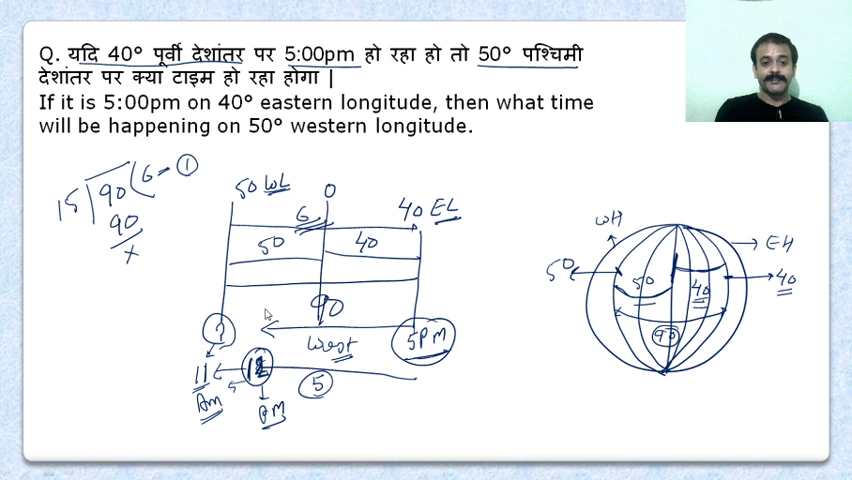 Q. यदि 40° पूर्वी देशांतर पर 5:00pm हो रहा हो तो 50° पश्चिमी
देशांतर पर क्या टाइम हो रहा होगा |
If it is 5:00pm on 40° eastern longitude, then what time
will be happening on 50° western longitude.
15 90 6 - 1
90
x
50 WL 0 40 EL
6
50 40
90
? West 5PM
11 12 5
Am PM
WH EH
50 50 40 40
90